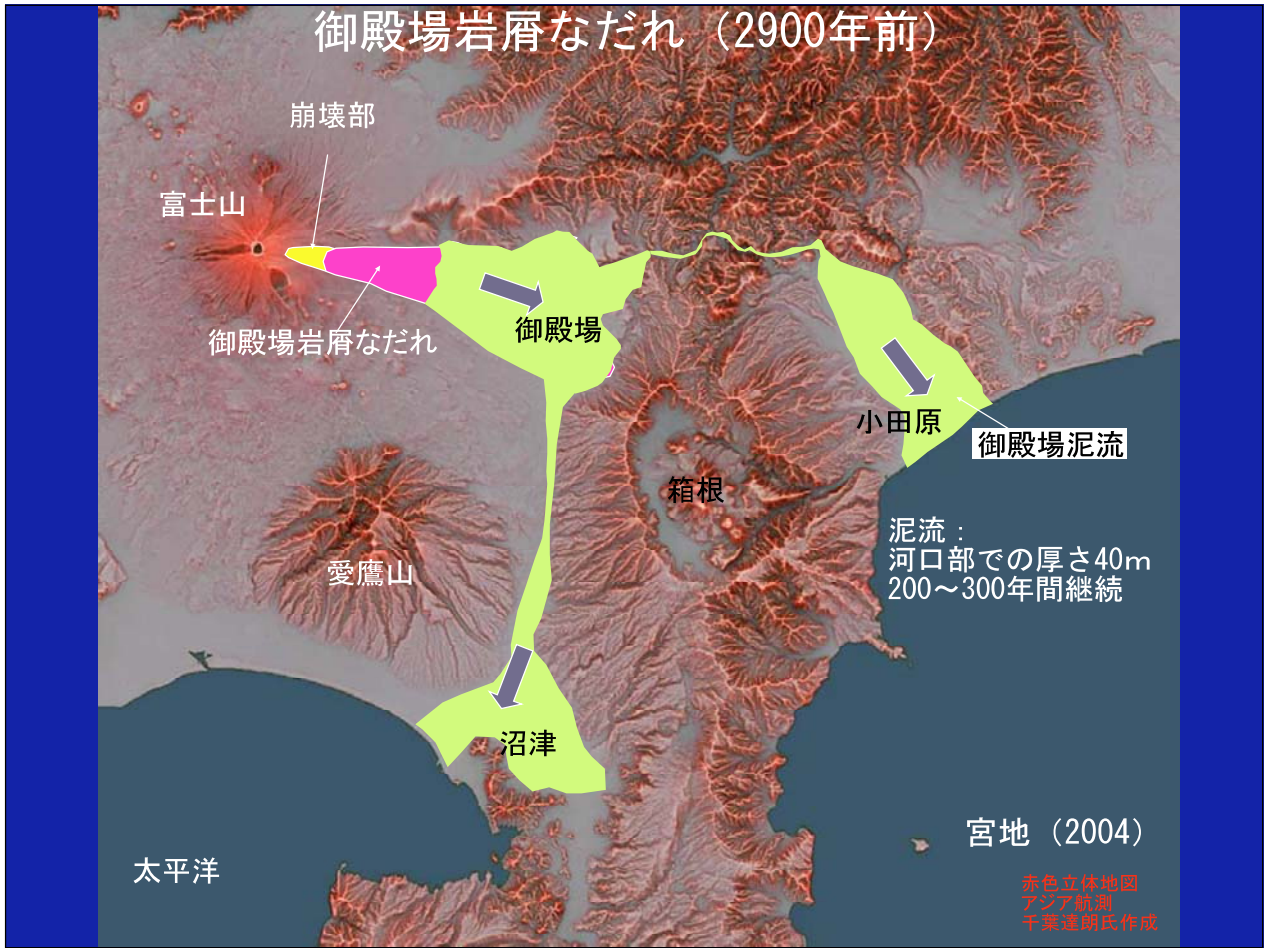 御殿場岩屑なだれ（2900年前）
崩壊部
富士山
御殿場岩屑なだれ
御殿場
小田原
御殿場泥流
箱根
泥流：
河口部での厚さ40ｍ
200～300年間継続
愛鷹山
沼津
宮地（2004）
太平洋
赤色立体地図
アジア航測
千葉達朗氏作成